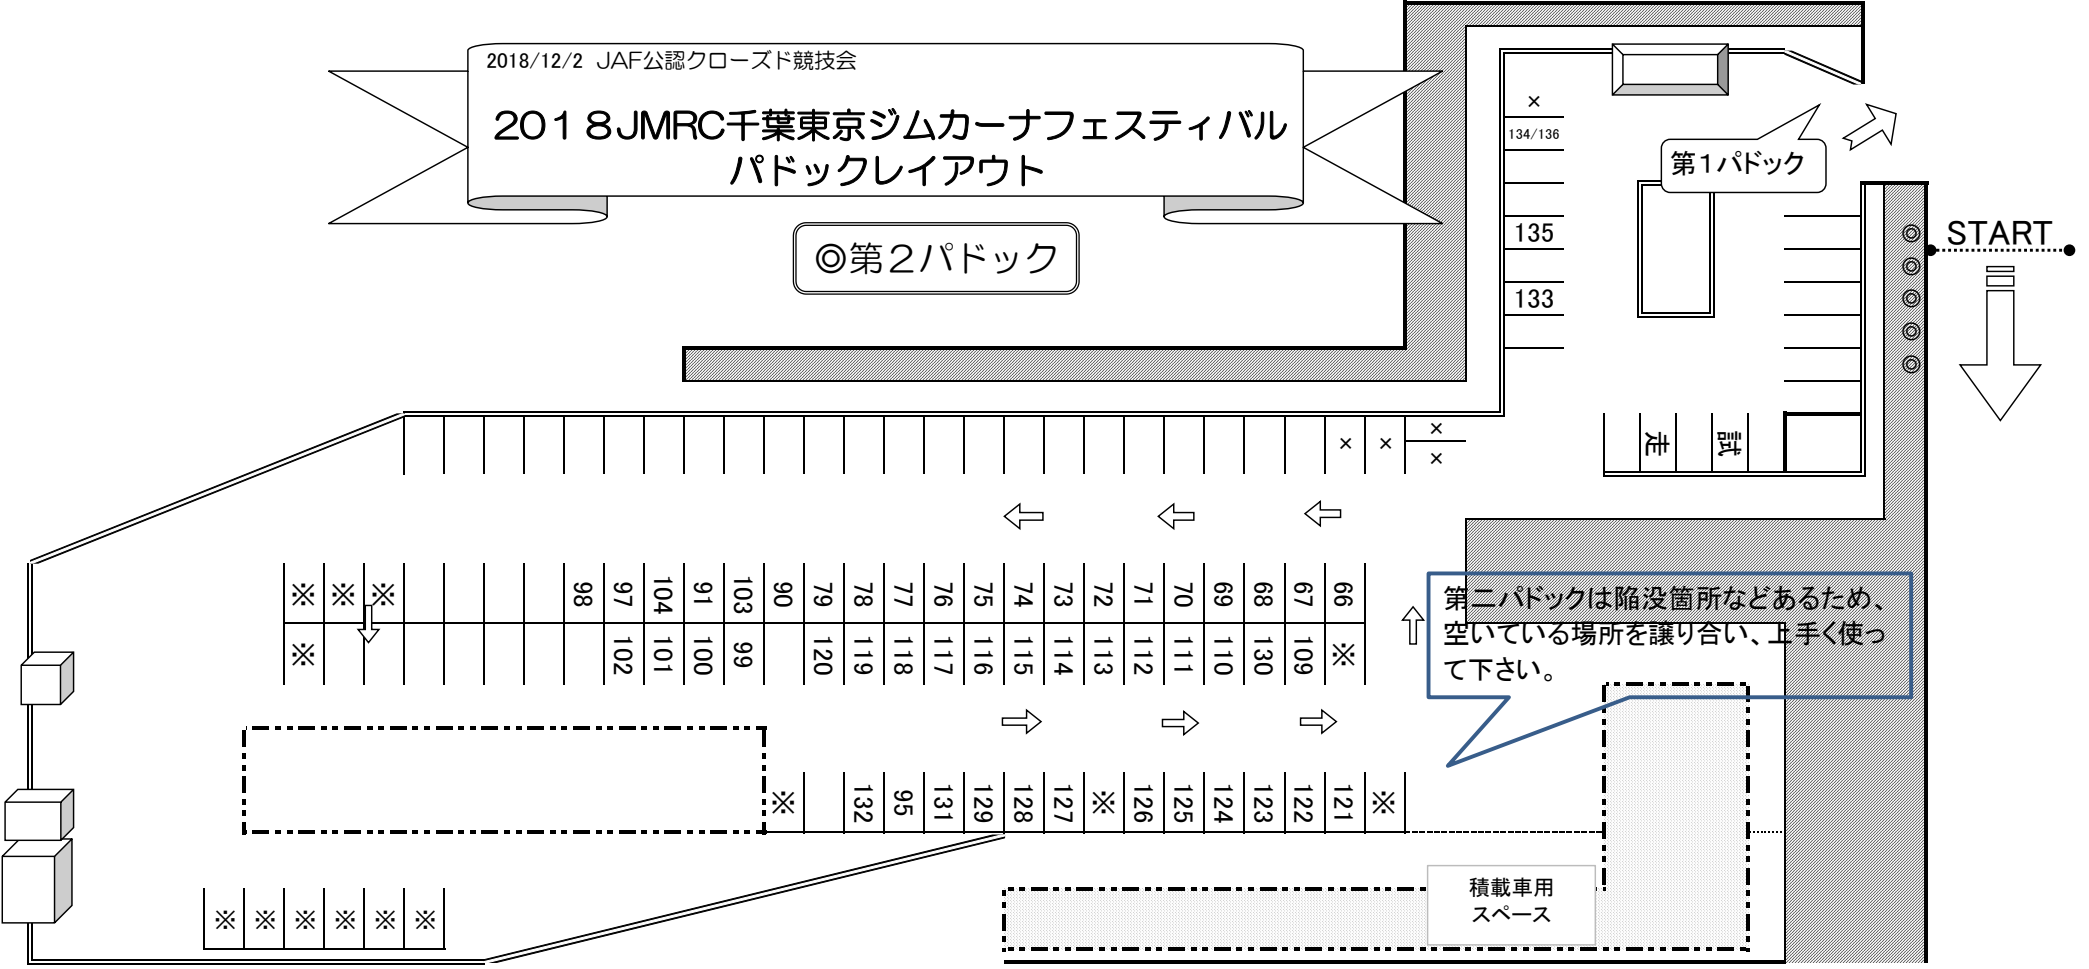 2018/12/2 JAF公認クローズド競技会
2018JMRC千葉東京ジムカーナフェスティバル
パドックレイアウト
◎第2パドック
×
134/136
第1パドック
135
133
START
◎
◎
◎
◎
◎
× × ×
×
走 試
※ ※ ※ 98 97 104 91 103 90 79 78 77 76 75 74 73 72 71 70 69 68 67 66
※ 102 101 100 99 120 119 118 117 116 115 114 113 112 111 110 130 109 ※
第二パドックは陥没箇所などあるため、
空いている場所を譲り合い、上手く使っ
て下さい。
※ 132 95 131 129 128 127 ※ 126 125 124 123 122 121 ※
積載車用
スペース
※ ※ ※ ※ ※ ※